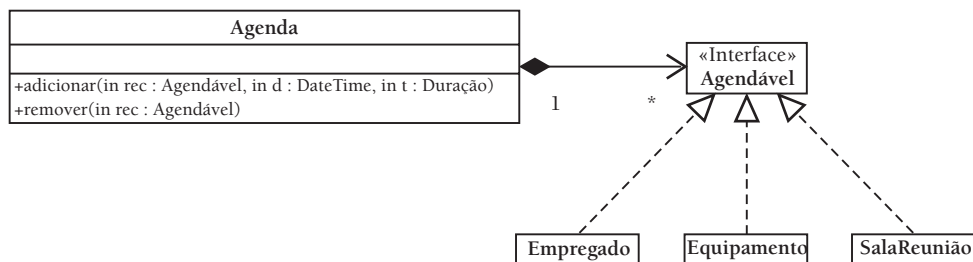 Agenda
+adicionar(in rec : Agendável, in d : DateTime, in t : Duração)
+remover(in rec : Agendável)
1
*
«Interface»
Agendável
Empregado
Equipamento
SalaReunião